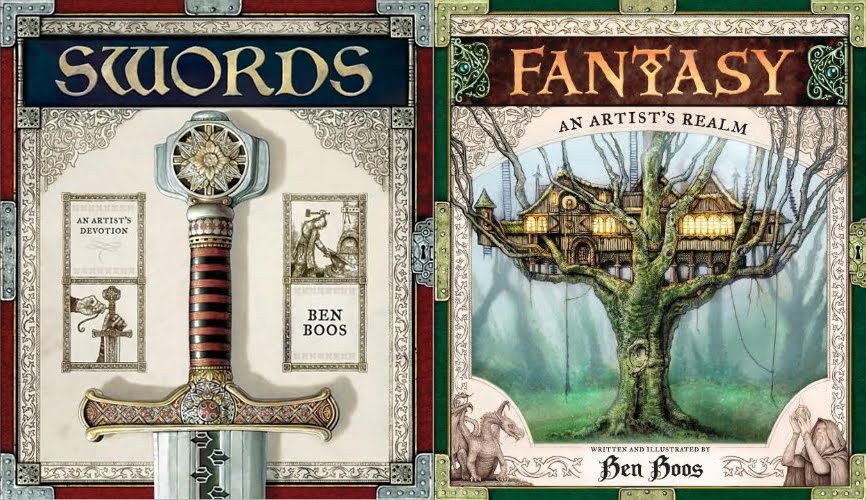 SWORDS
AN ARTIST'S
DEVOTION
BEN
BOOS
FANTASY
AN ARTIST'S REALM
WRITTEN AND ILLUSTRATED BY
Ben Boos